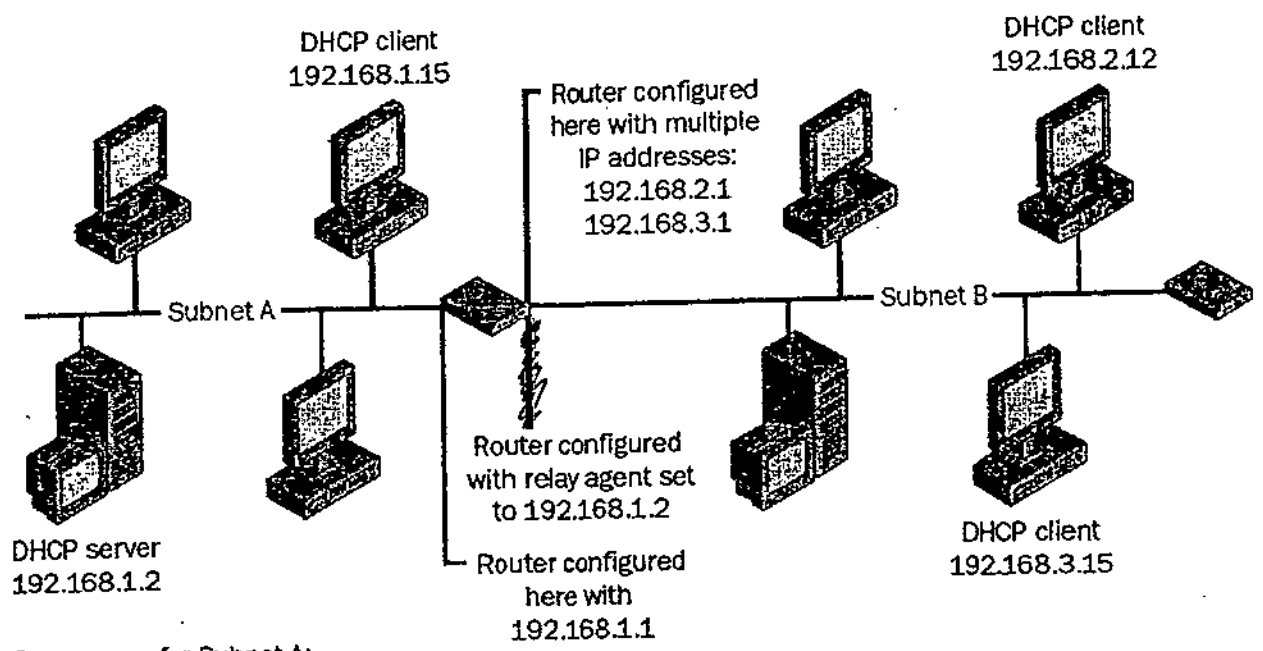 DHCP client
192.168.1.15
DHCP client
192.168.2.12
Router configured
here with multiple
IP addresses:
192.168.2.1
192.168.3.1
Subnet A
Subnet B
Router configured
with relay agent set
to 192.168.1.2
DHCP server
192.168.1.2
DHCP client
192.168.3.15
Router configured
here with
192.168.1.1
for Subnet A: